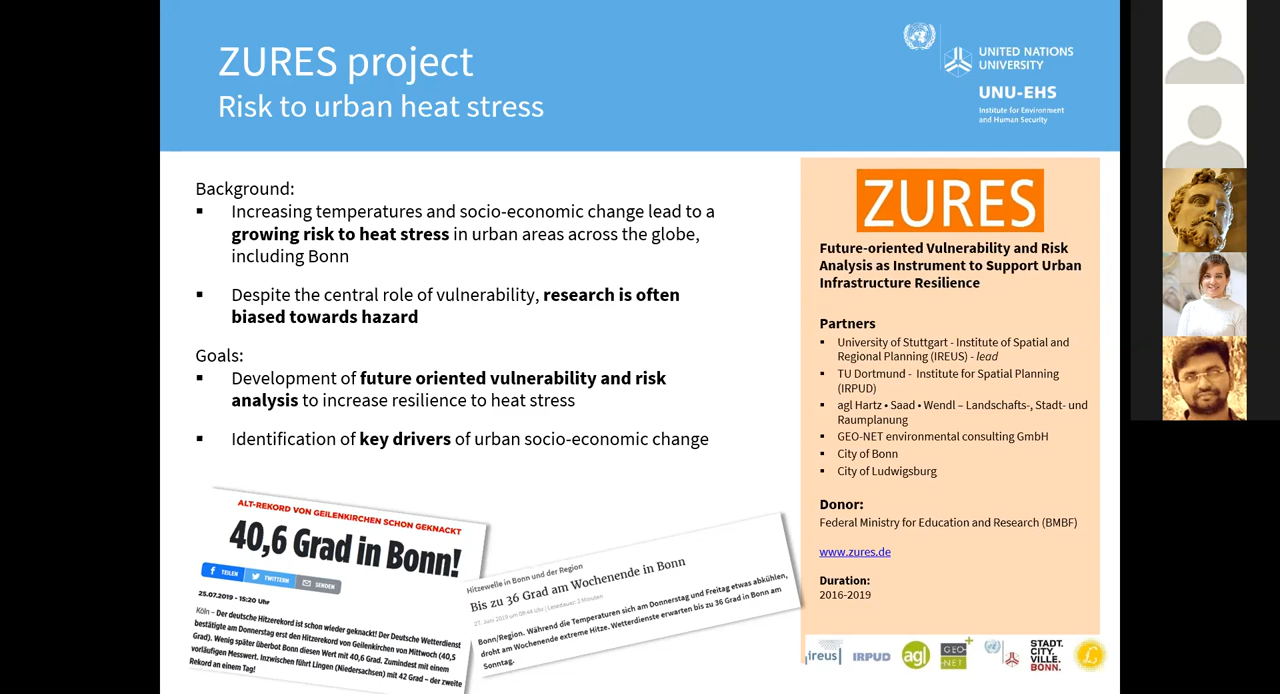 ZURES project
Risk to urban heat stress
UNITED NATIONS
UNIVERSITY
UNU-EHS
Institute for Environment
and Human Security
Background:
▪ Increasing temperatures and socio-economic change lead to a
growing risk to heat stress in urban areas across the globe,
including Bonn
▪ Despite the central role of vulnerability, research is often
biased towards hazard
Goals:
▪ Development of future oriented vulnerability and risk
analysis to increase resilience to heat stress
▪ Identification of key drivers of urban socio-economic change
ALT-REKORD VON GEILENKIRCHEN SCHON GEKNACKT
40,6 Grad in Bonn!
TEILEN
TWITTERN
SENDEN
25.07.2019 - 15:20 Uhr
Köln – Der deutsche Hitzerekord ist schon wieder geknackt! Der Deutsche Wetterdienst
bestätigte am Donnerstag erst den Hitzerekord von Geilenkirchen von Mittwoch (40,5
Grad). Wenig später überbot Bonn diesen Wert mit 40,6 Grad. Zumindest mit einem
vorläufigen Messwert. Inzwischen führt Lingen (Niedersachsen) mit 42 Grad – der zweite
Rekord an einem Tag!
Hitzewelle in Bonn und der Region
Bis zu 36 Grad am Wochenende in Bonn
27. Juni 2019 um 09:44 Uhr | Lesedauer: 2 Minuten
Bonn/Region. Während die Temperaturen sich am Donnerstag und Freitag etwas abkühlen,
droht am Wochenende extreme Hitze. Wetterdienste erwarten bis zu 36 Grad in Bonn am
Sonntag.
ZURES
Future-oriented Vulnerability and Risk
Analysis as Instrument to Support Urban
Infrastructure Resilience
Partners
▪ University of Stuttgart - Institute of Spatial and
Regional Planning (IREUS) - lead
▪ TU Dortmund - Institute for Spatial Planning
(IRPUD)
▪ agl Hartz • Saad • Wendl – Landschafts-, Stadt- und
Raumplanung
▪ GEO-NET environmental consulting GmbH
▪ City of Bonn
▪ City of Ludwigsburg
Donor:
Federal Ministry for Education and Research (BMBF)
www.zures.de
Duration:
2016-2019
ireus
IRPUD
agl
GEO-
NET
STADT.
CITY.
VILLE.
BONN.